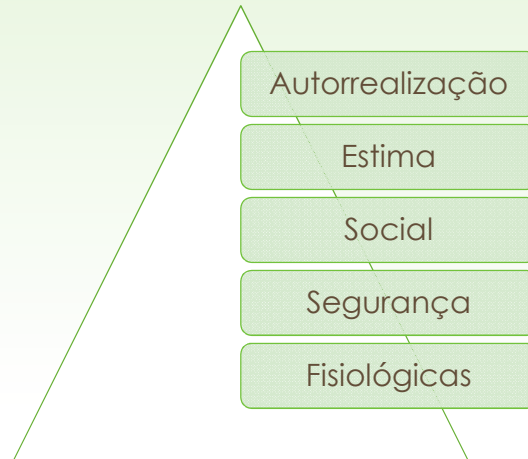 Autorrealização
Estima
Social
Segurança
Fisiológicas